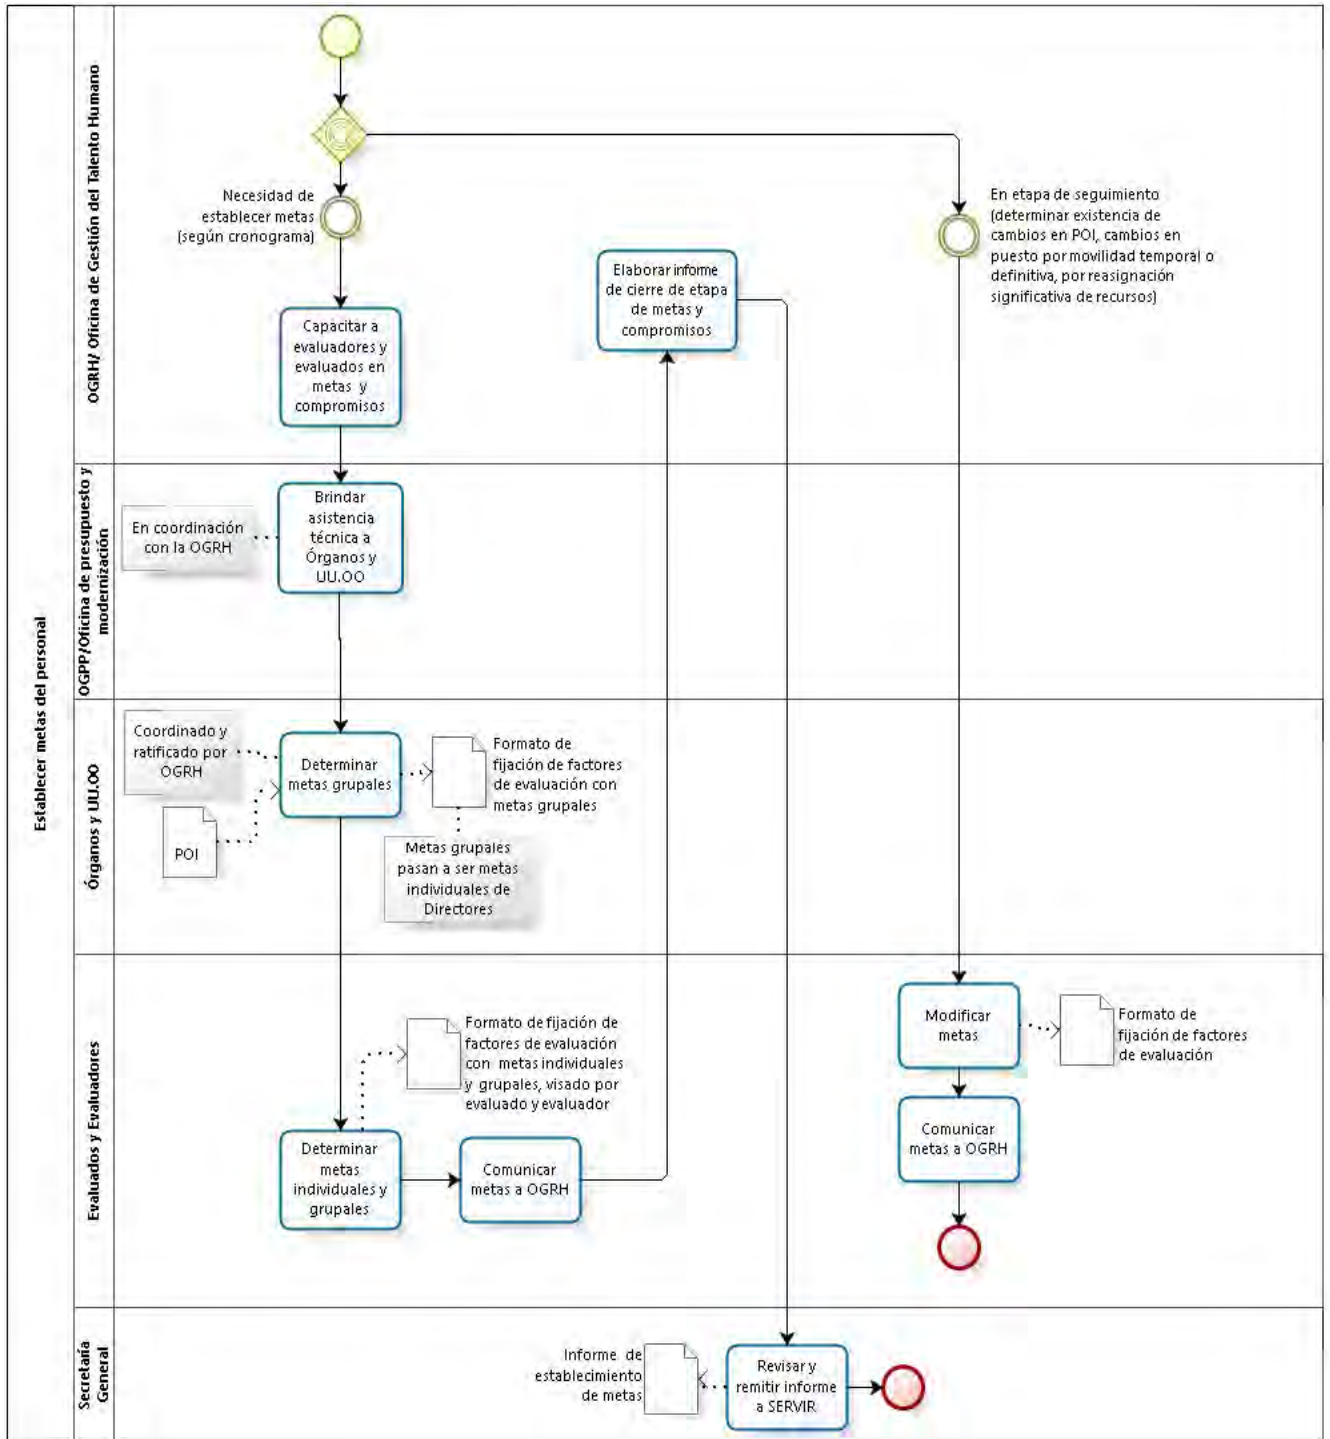 Establecer metas del personal
OGRH/ Oficina de Gestión del Talento Humano
Necesidad de
establecer metas
(según cronograma)
En etapa de seguimiento
(determinar existencia de
cambios en POI, cambios en
puesto por movilidad temporal o
definitiva, por reasignación
significativa de recursos)
Elaborar informe
de cierre de etapa
de metas y
compromisos
Capacitar a
evaluadores y
evaluados en
metas y
compromisos
OGPP/Oficina de presupuesto y
modernización
En coordinación
con la OGRH
Brindar
asistencia
técnica a
Órganos y
UU.OO
Órganos y UU.OO
Coordinado y
ratificado por
OGRH
POI
Determinar
metas grupales
Formato de
fijación de factores
de evaluación con
metas grupales
Metas grupales
pasan a ser metas
individuales de
Directores
Evaluados y Evaluadores
Formato de fijación de
factores de evaluación
con metas individuales
y grupales, visado por
evaluado y evaluador
Determinar
metas
individuales y
grupales
Comunicar
metas a OGRH
Modificar
metas
Formato de
fijación de factores
de evaluación
Comunicar
metas a OGRH
Secretaría
General
Informe de
establecimiento
de metas
Revisar y
remitir informe
a SERVIR